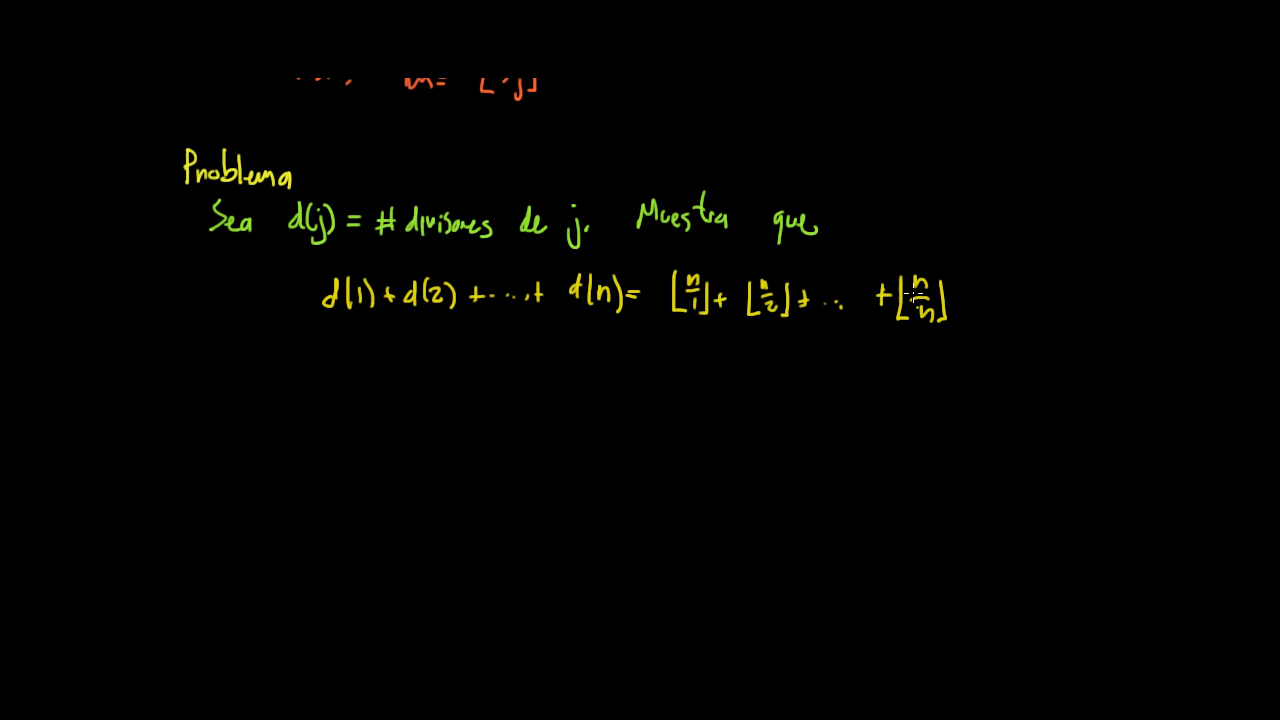 Problema
Sea d(j) = # divisores de j. Muestra que
d(1) + d(2) + ... + d(n) = ⌊n/1⌋ + ⌊n/2⌋ + ... + ⌊n/n⌋